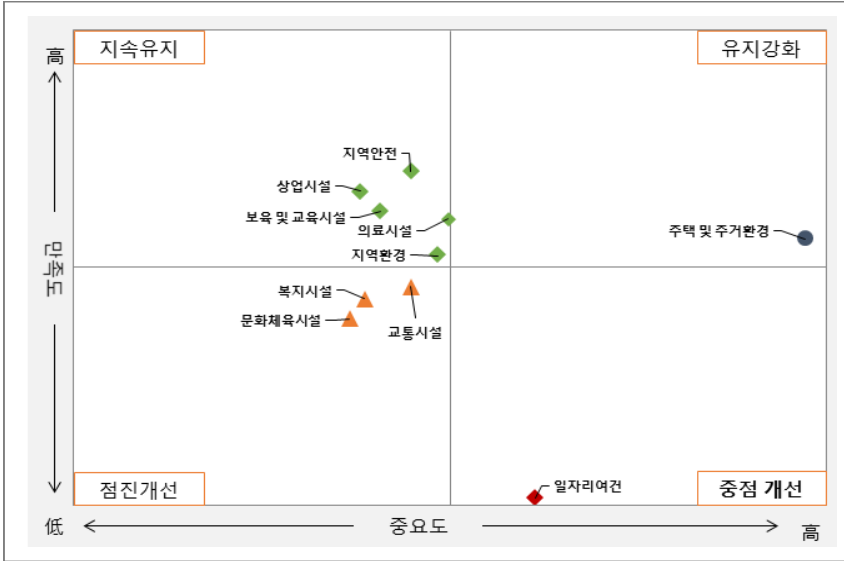 高
지속유지
유지강화
지역안전
상업시설
보육 및 교육시설
의료시설
주택 및 주거환경
지역환경
만족도
복지시설
문화체육시설
교통시설
점진개선
일자리여건
중점 개선
低
중요도
高